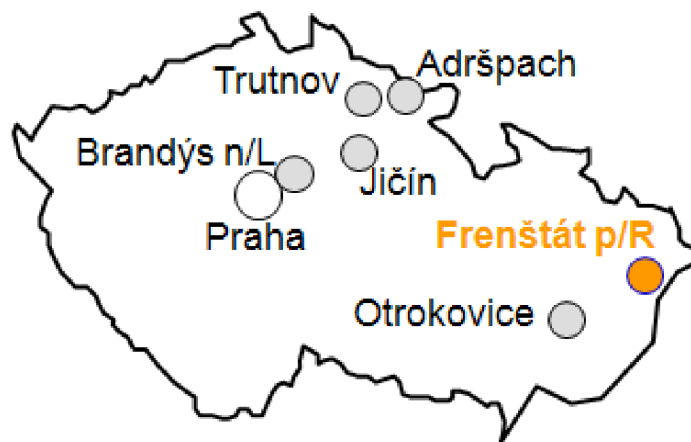 Adršpach
Trutnov
Brandýs n/L
Jičín
Praha
Frenštát p/R
Otrokovice